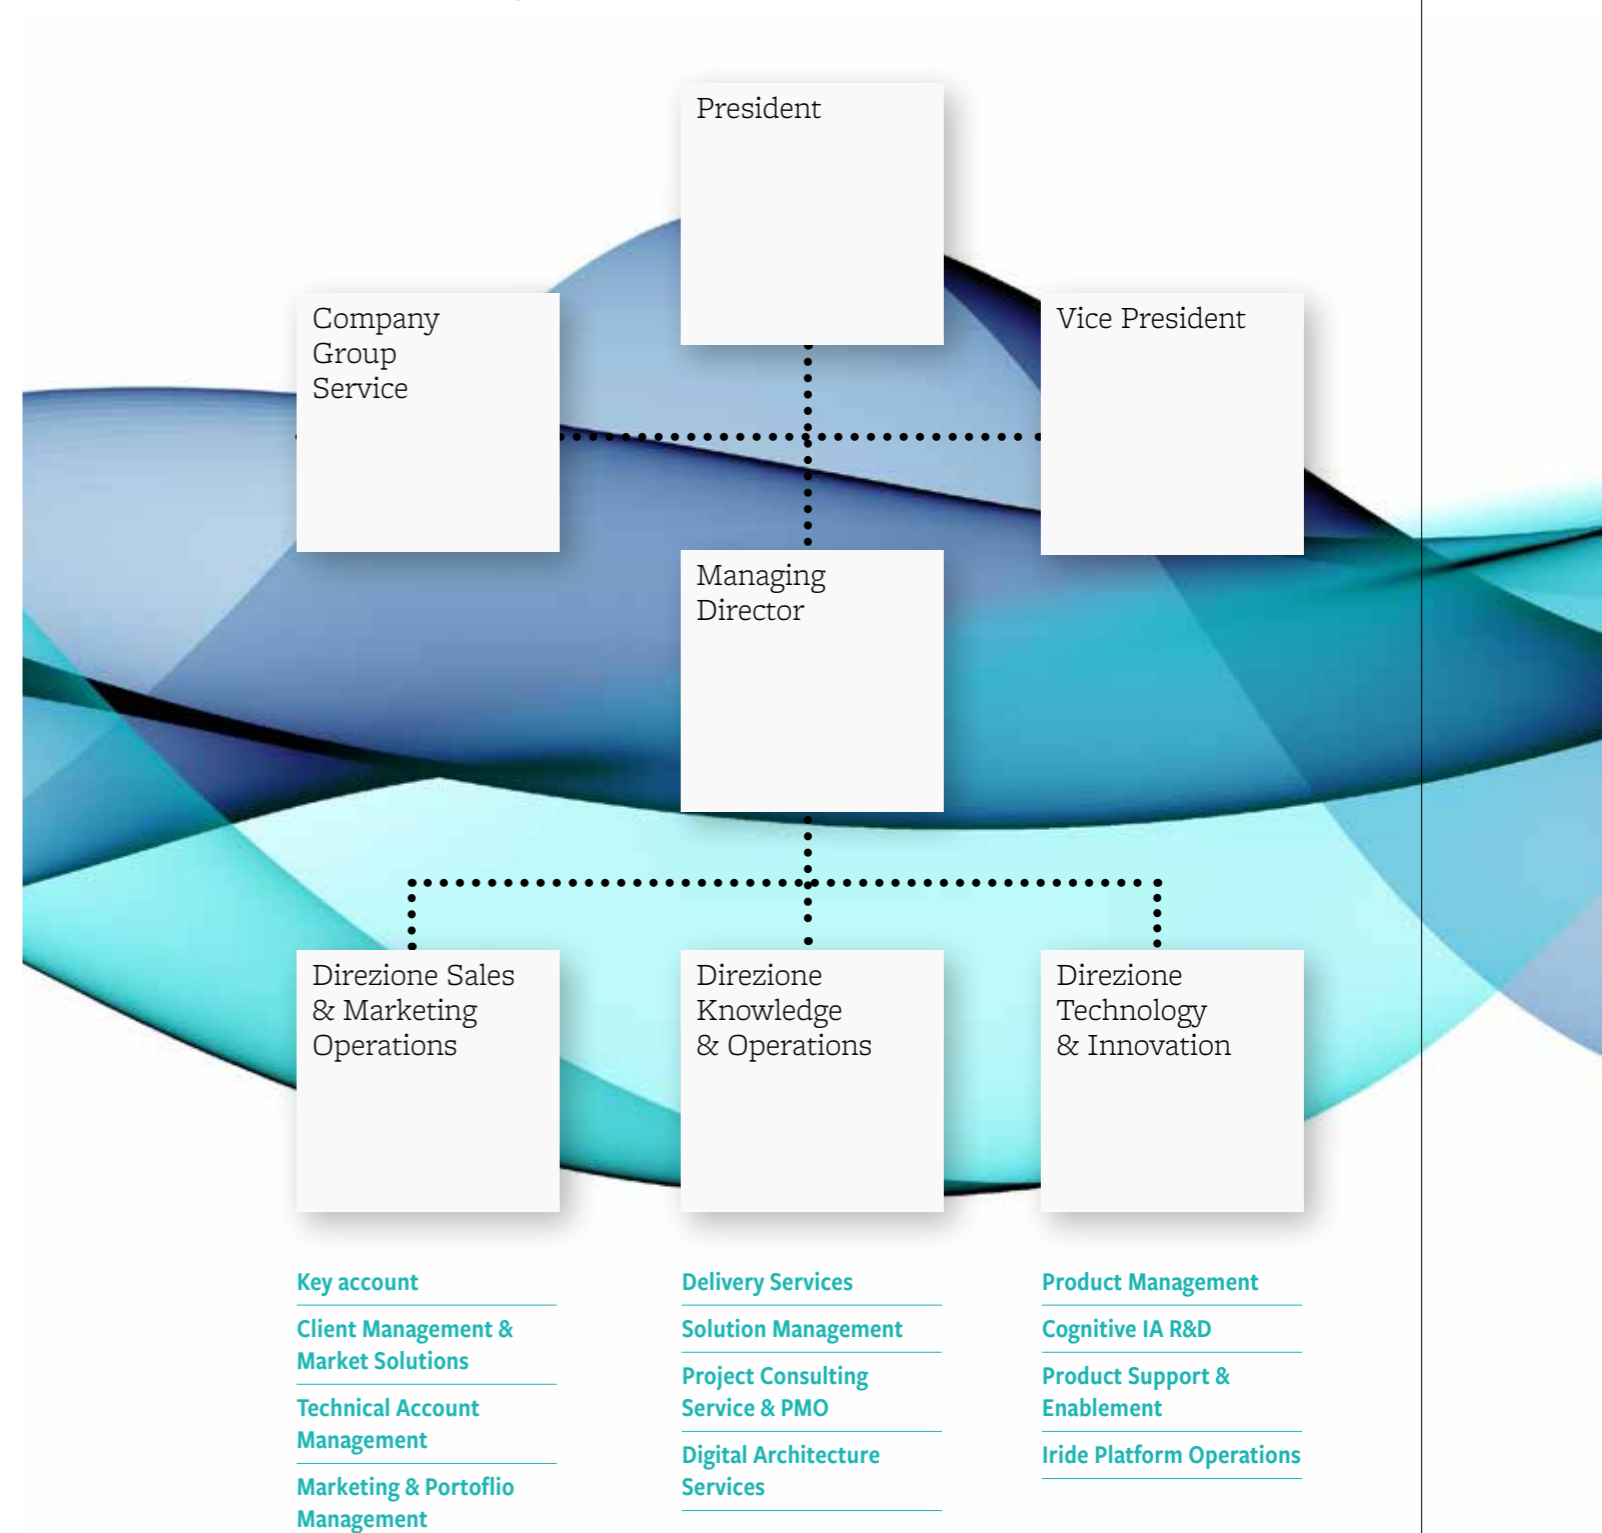 President
Company
Group
Service
Vice President
Managing
Director
Direzione Sales
& Marketing
Operations
Direzione
Knowledge
& Operations
Direzione
Technology
& Innovation
Key account
Client Management &
Market Solutions
Technical Account
Management
Marketing & Portoflio
Management
Delivery Services
Solution Management
Project Consulting
Service & PMO
Digital Architecture
Services
Product Management
Cognitive IA R&D
Product Support &
Enablement
Iride Platform Operations